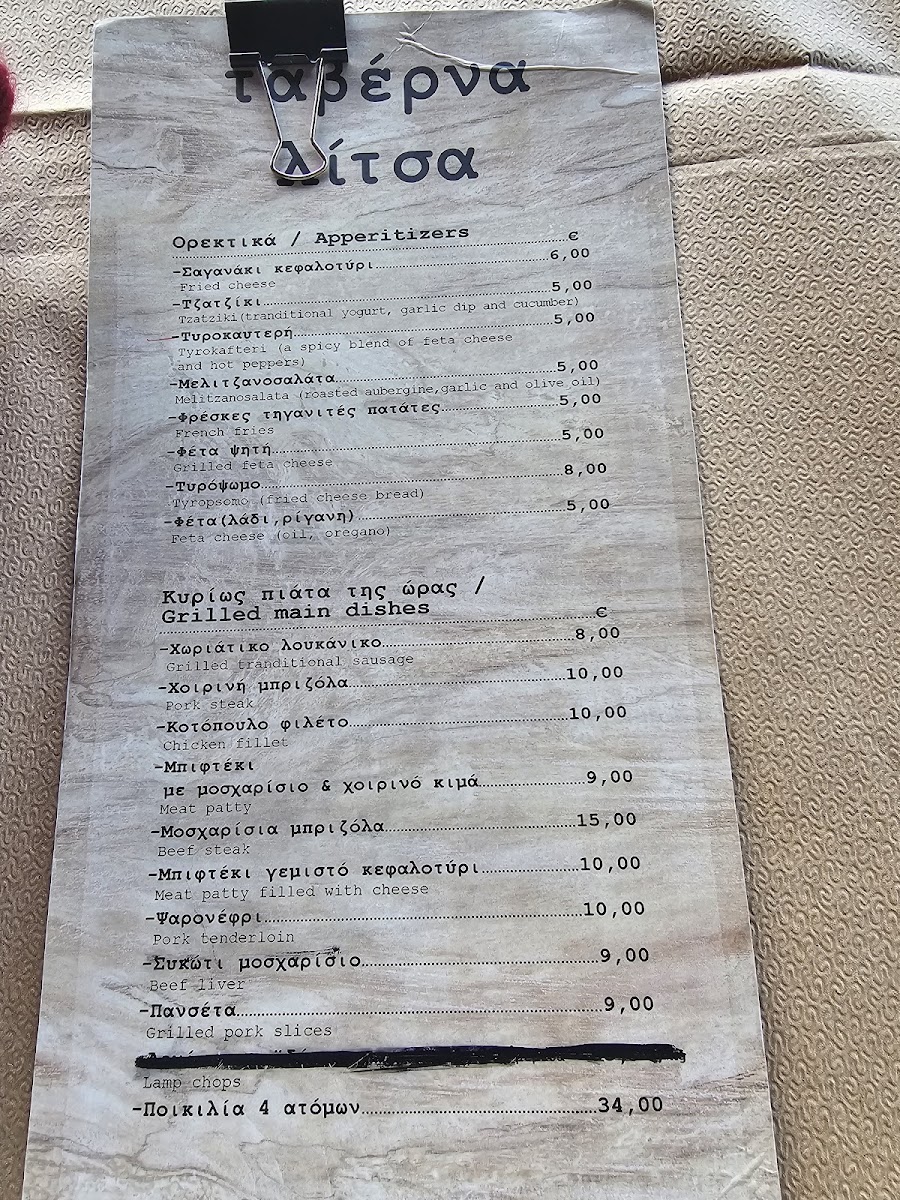 ταβέρνα
λίτσα
Ορεκτικά / Apperitizers
€
-Σαγανάκι κεφαλοτύρι 6,00
Fried cheese
-Τζατζίκι 5,00
Tzatziki(tranditional yogurt, garlic dip and cucumber)
-Τυροκαυτερή 5,00
Tyrokafteri (a spicy blend of feta cheese
and hot peppers)
-Μελιτζανοσαλάτα 5,00
Melitzanosalata (roasted aubergine,garlic and olive oil)
-Φρέσκες τηγανιτές πατάτες 5,00
French fries
-Φέτα ψητή 5,00
Grilled feta cheese
-Τυρόψωμο 8,00
Tyropsomo (fried cheese bread)
-Φέτα(λάδι,ρίγανη) 5,00
Feta cheese (oil, oregano)
Κυρίως πιάτα της ώρας /
Grilled main dishes
€
-Χωριάτικο λουκάνικο 8,00
Grilled tranditional sausage
-Χοιρινή μπριζόλα 10,00
Pork steak
-Κοτόπουλο φιλέτο 10,00
Chicken fillet
-Μπιφτέκι
με μοσχαρίσιο & χοιρινό κιμά 9,00
Meat patty
-Μοσχαρίσια μπριζόλα 15,00
Beef steak
-Μπιφτέκι γεμιστό κεφαλοτύρι 10,00
Meat patty filled with cheese
-Ψαρονέφρι 10,00
Pork tenderloin
-Συκώτι μοσχαρίσιο 9,00
Beef liver
-Πανσέτα 9,00
Grilled pork slices
Lamp chops
-Ποικιλία 4 ατόμων 34,00